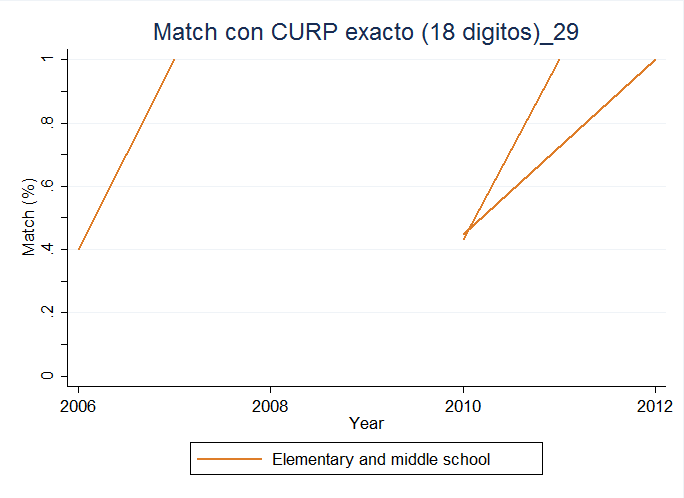 Match con CURP exacto (18 digitos)_29
Match (%)
1
.8
.6
.4
.2
0
2006
2008
2010
2012
Year
Elementary and middle school